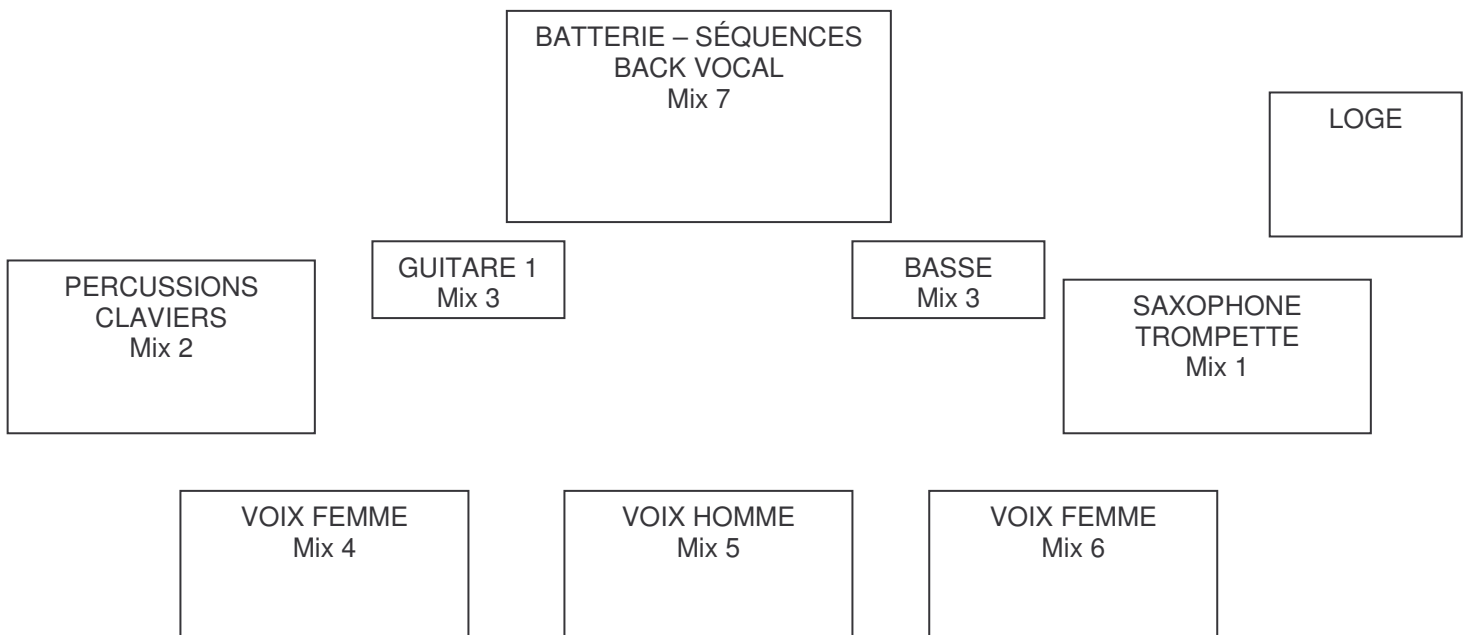 BATTERIE – SÉQUENCES
BACK VOCAL
Mix 7
LOGE
GUITARE 1
Mix 3
BASSE
Mix 3
PERCUSSIONS
CLAVIERS
Mix 2
SAXOPHONE
TROMPETTE
Mix 1
VOIX FEMME
Mix 4
VOIX HOMME
Mix 5
VOIX FEMME
Mix 6